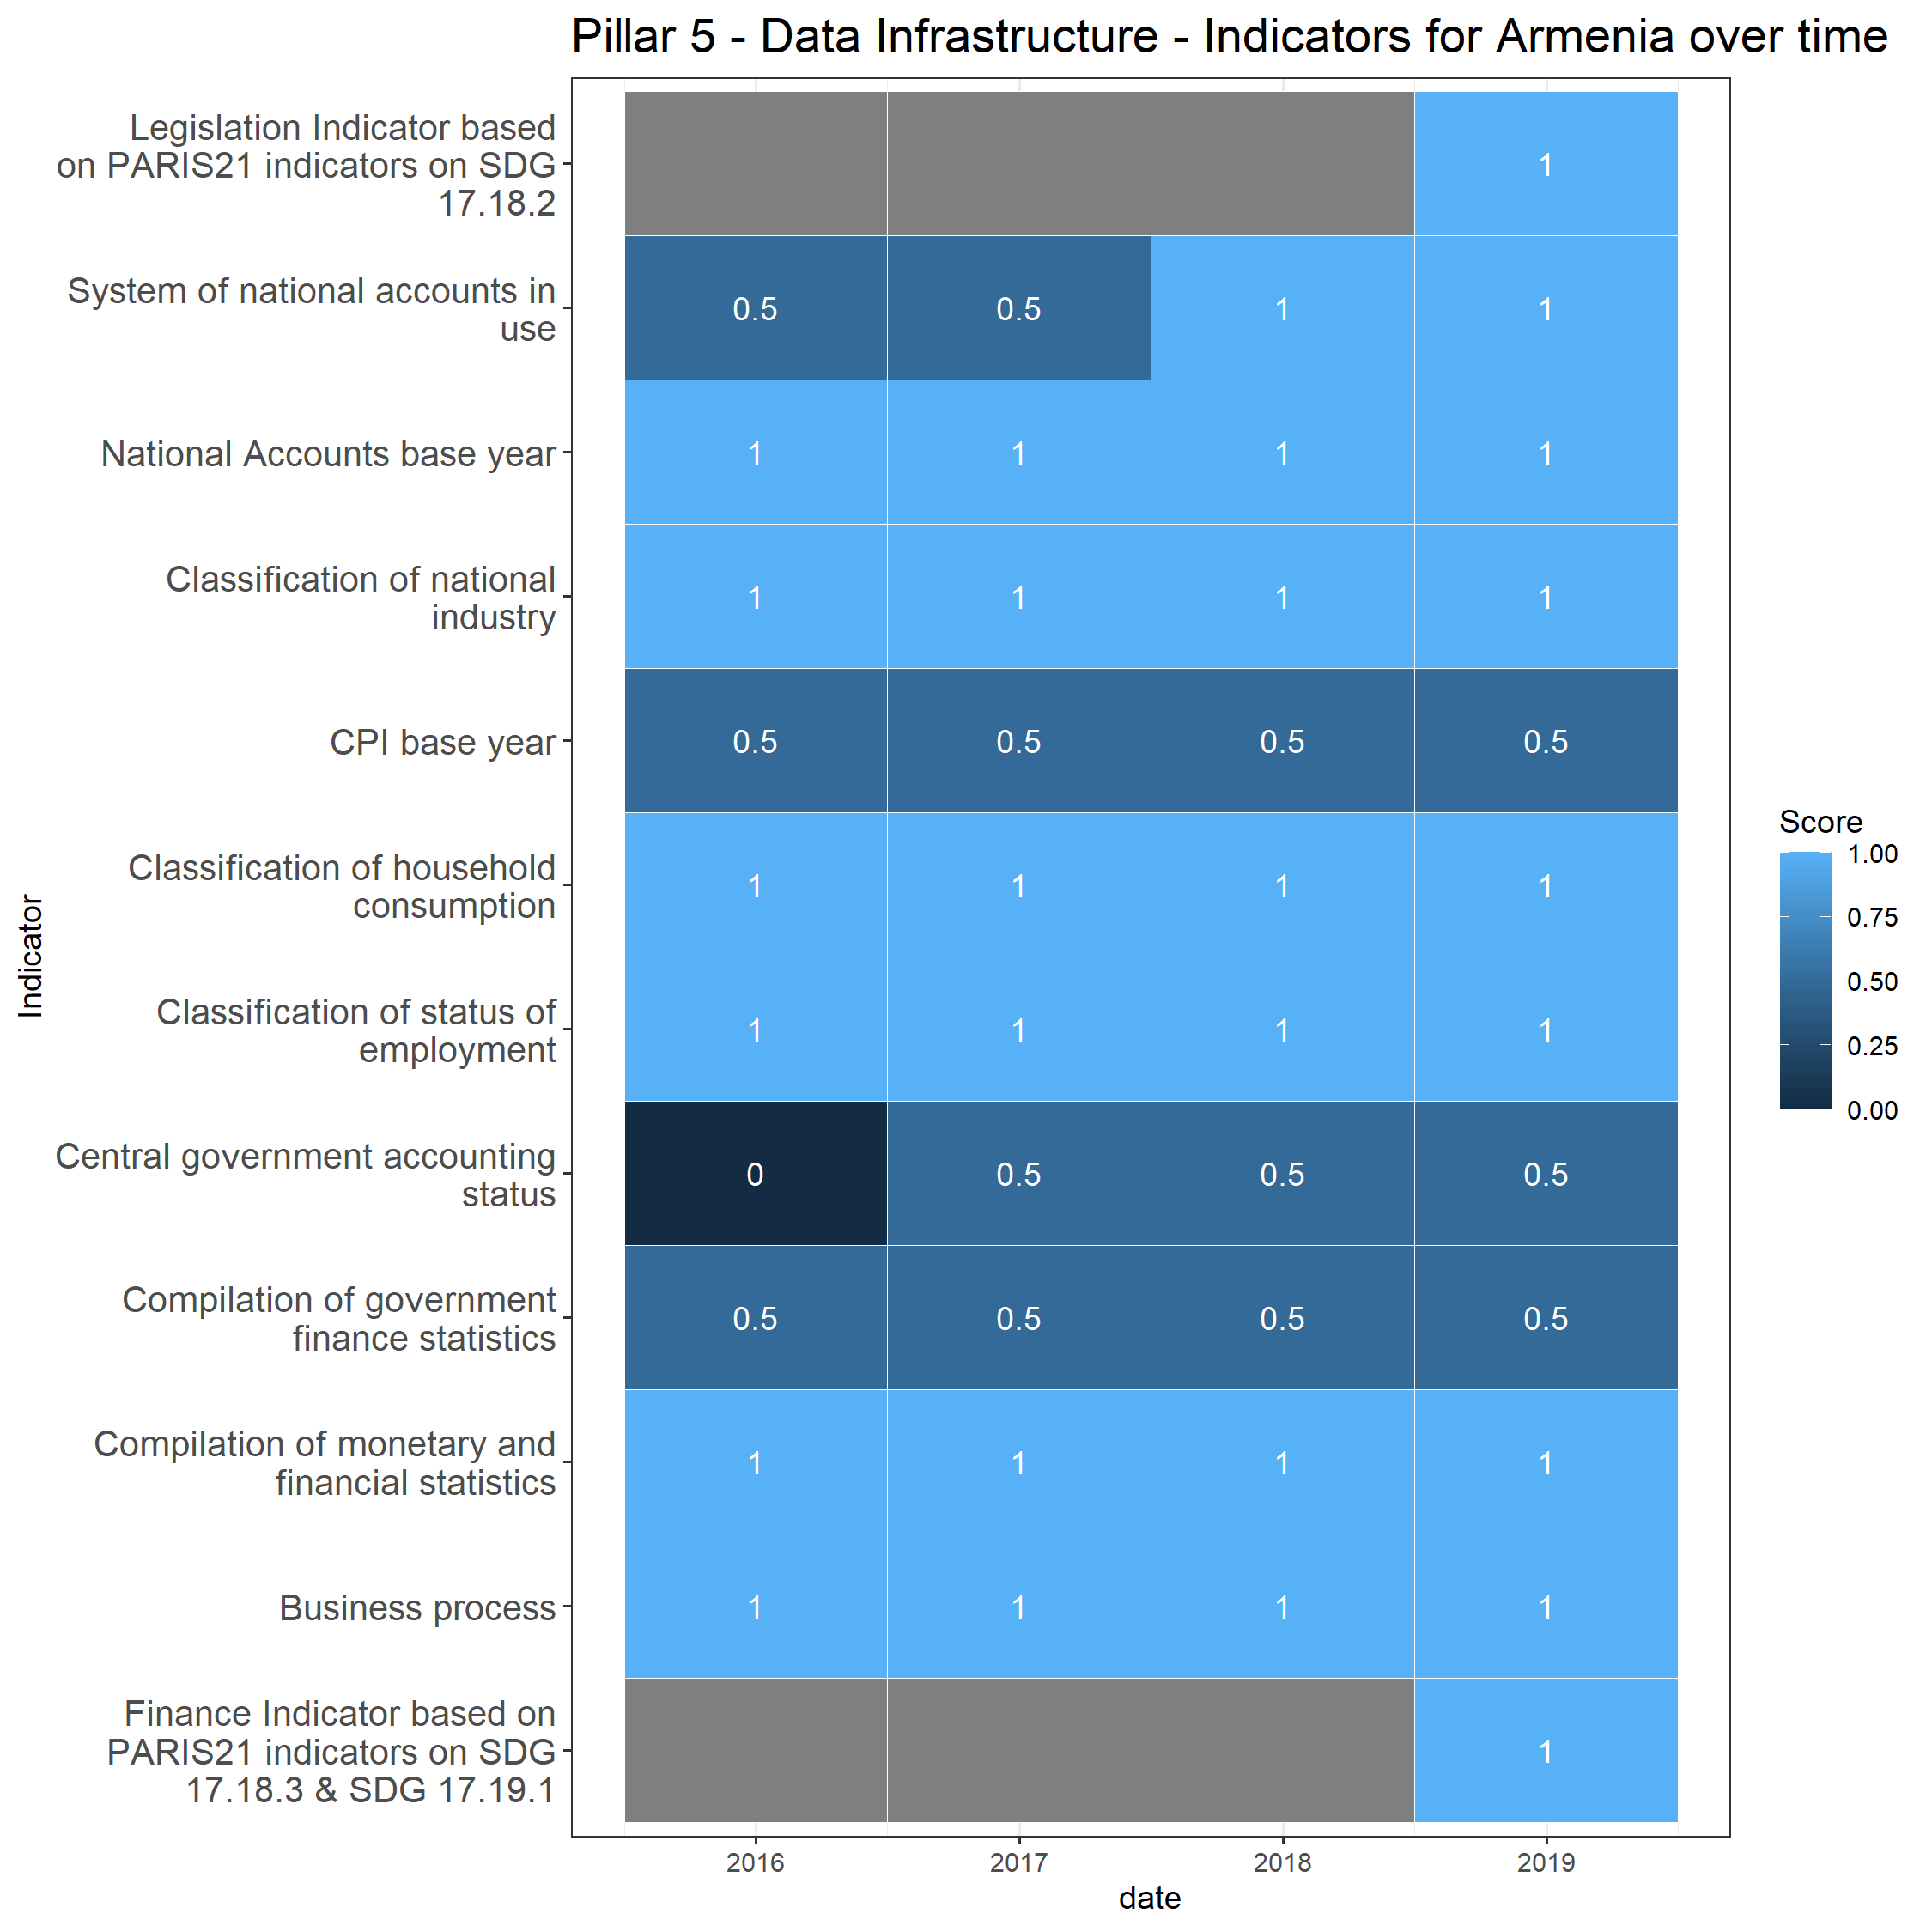 Pillar 5 - Data Infrastructure - Indicators for Armenia over time
Indicator
Legislation Indicator based
on PARIS21 indicators on SDG
17.18.2
1
System of national accounts in
use
0.5 0.5 1 1
National Accounts base year
1 1 1 1
Classification of national
industry
1 1 1 1
CPI base year
0.5 0.5 0.5 0.5
Classification of household
consumption
1 1 1 1
Classification of status of
employment
1 1 1 1
Central government accounting
status
0 0.5 0.5 0.5
Compilation of government
finance statistics
0.5 0.5 0.5 0.5
Compilation of monetary and
financial statistics
1 1 1 1
Business process
1 1 1 1
Finance Indicator based on
PARIS21 indicators on SDG
17.18.3 & SDG 17.19.1
1
2016 2017 2018 2019
date
Score
1.00
0.75
0.50
0.25
0.00